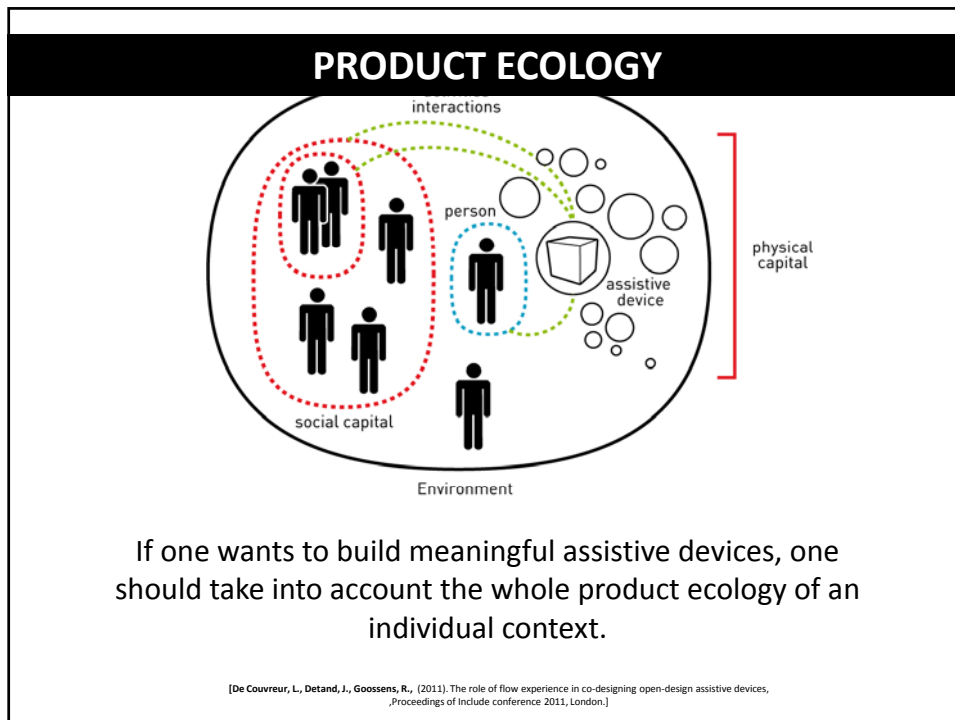 PRODUCT ECOLOGY
interactions
person
physical
capital
assistive
device
social capital
Environment
If one wants to build meaningful assistive devices, one
should take into account the whole product ecology of an
individual context.
[De Couvreur, L., Detand, J., Goossens, R., (2011). The role of flow experience in co-designing open-design assistive devices,
,Proceedings of Include conference 2011, London.]